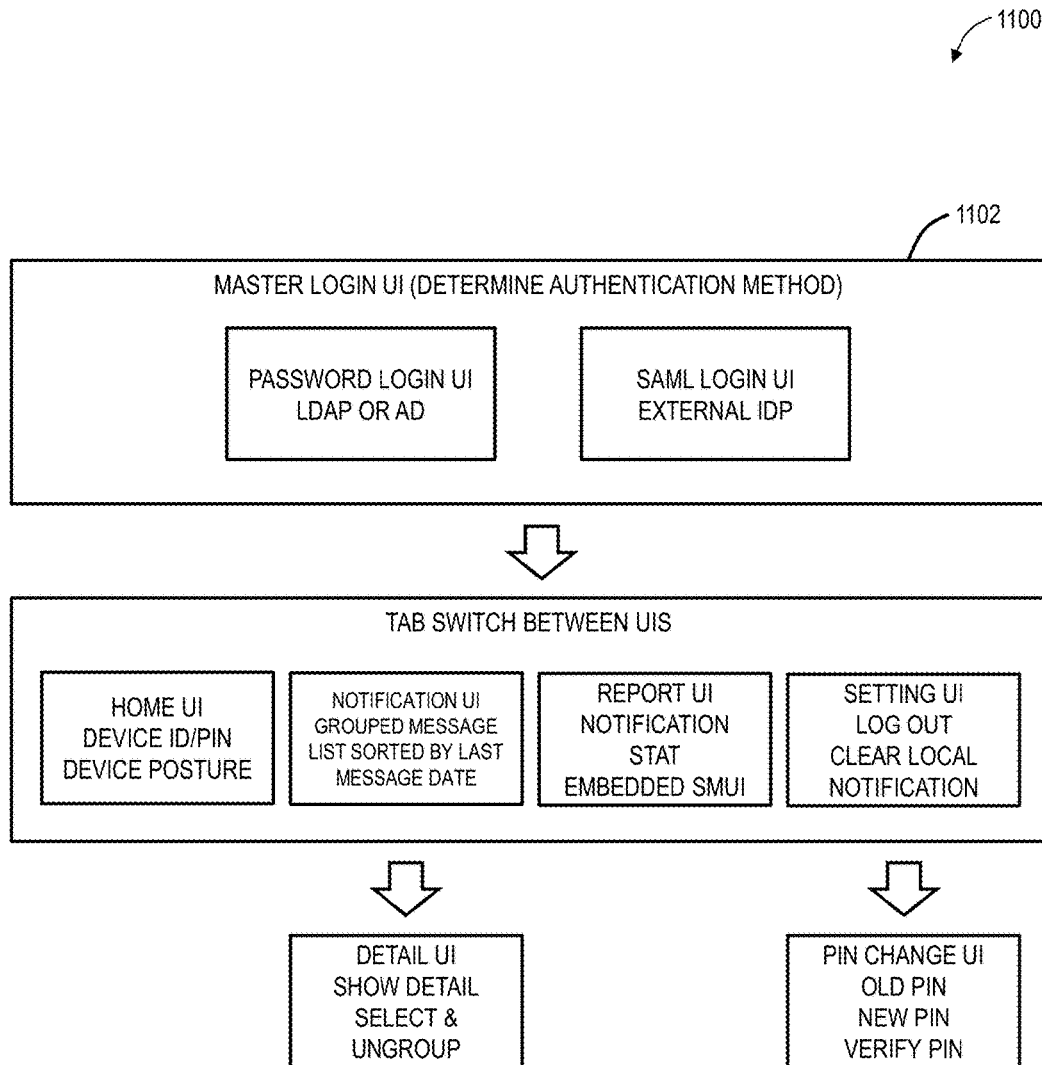 1100
1102
MASTER LOGIN UI (DETERMINE AUTHENTICATION METHOD)
PASSWORD LOGIN UI
LDAP OR AD
SAML LOGIN UI
EXTERNAL IDP
TAB SWITCH BETWEEN UIS
HOME UI
DEVICE ID/PIN
DEVICE POSTURE
NOTIFICATION UI
GROUPED MESSAGE
LIST SORTED BY LAST
MESSAGE DATE
REPORT UI
NOTIFICATION
STAT
EMBEDDED SMUI
SETTING UI
LOG OUT
CLEAR LOCAL
NOTIFICATION
DETAIL UI
SHOW DETAIL
SELECT &
UNGROUP
PIN CHANGE UI
OLD PIN
NEW PIN
VERIFY PIN